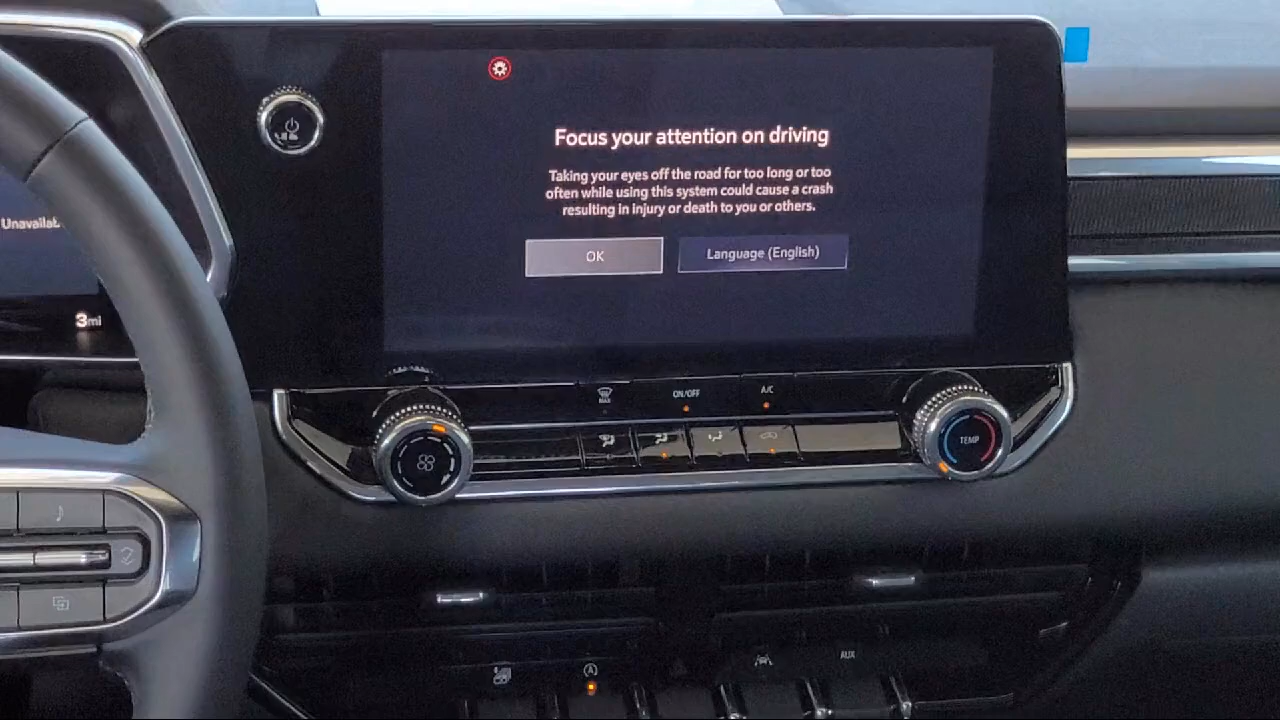 Focus your attention on driving
Taking your eyes off the road for too long or too
often while using this system could cause a crash
resulting in injury or death to you or others.
OK
Language (English)
3mi
MAX
ON/OFF
A/C
TEMP
A
AUX